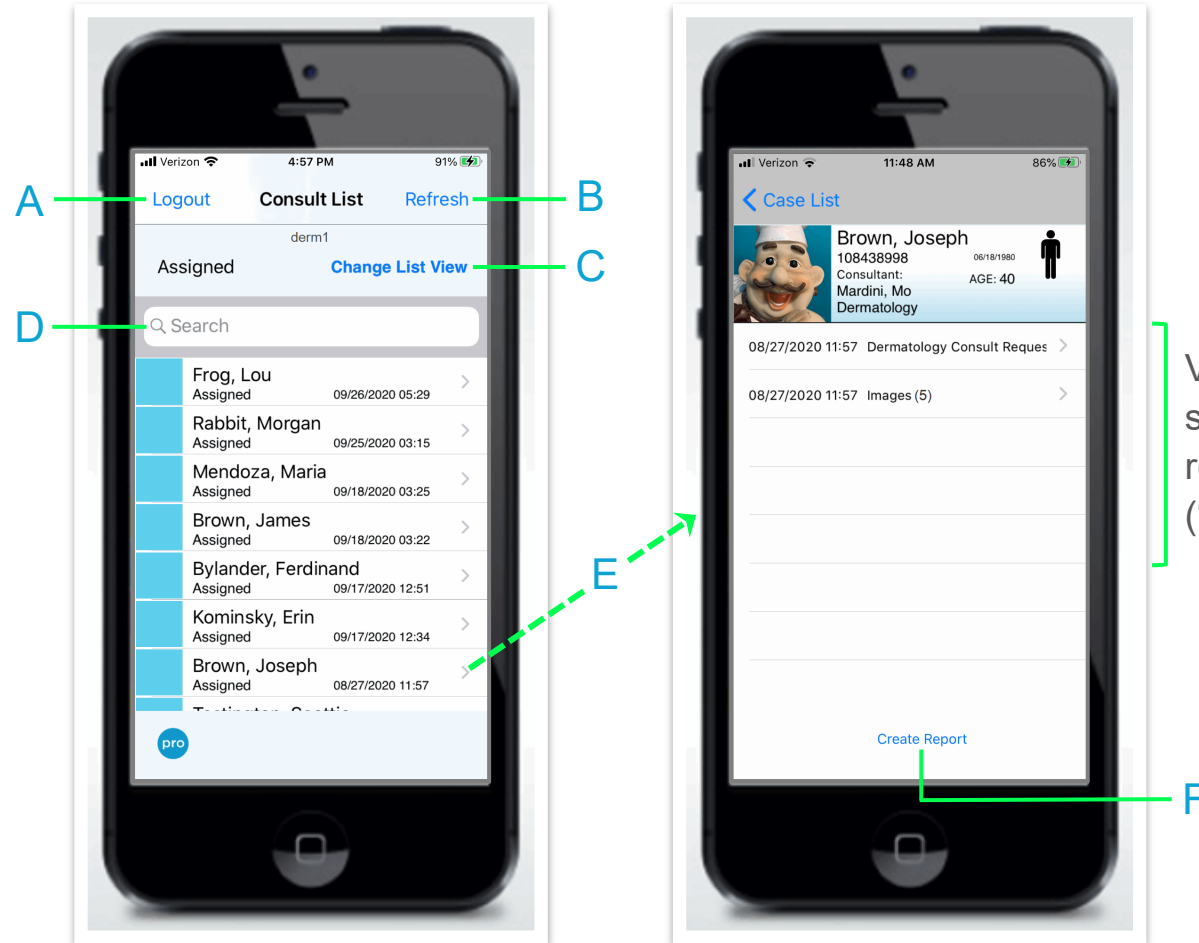 Verizon 4:57 PM 91%
A Logout Consult List Refresh B
derm1
Assigned Change List View C
D Search
Frog, Lou
Assigned 09/26/2020 05:29
Rabbit, Morgan
Assigned 09/25/2020 03:15
Mendoza, Maria
Assigned 09/18/2020 03:25
Brown, James
Assigned 09/18/2020 03:22
Bylander, Ferdinand
Assigned 09/17/2020 12:51
Kominsky, Erin
Assigned 09/17/2020 12:34
Brown, Joseph
Assigned 08/27/2020 11:57
pro
E
Verizon 11:48 AM 86%
Case List
Brown, Joseph
108438998 06/18/1980
Consultant: AGE: 40
Mardini, Mo
Dermatology
08/27/2020 11:57 Dermatology Consult Reques
08/27/2020 11:57 Images (5)
Create Report
F